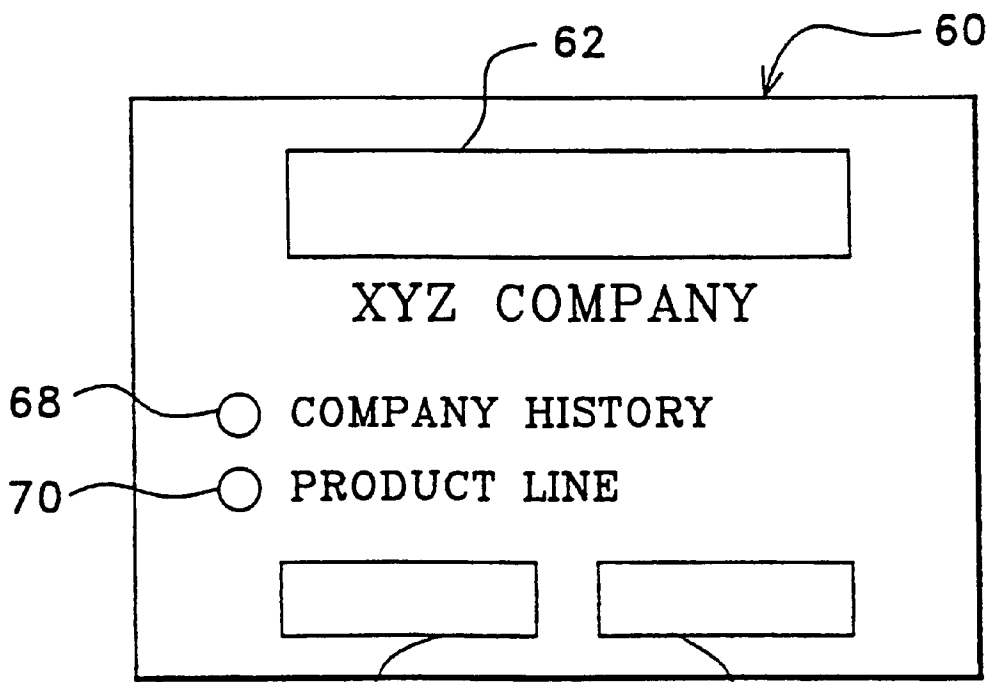 62
60
XYZ COMPANY
68 COMPANY HISTORY
70 PRODUCT LINE